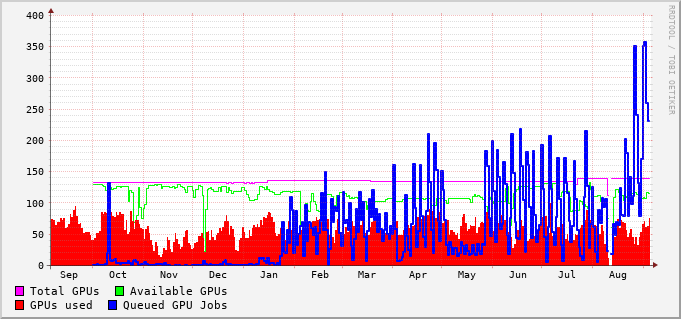 400
350
300
250
200
150
100
50
0
Sep Oct Nov Dec Jan Feb Mar Apr May Jun Jul Aug
Total GPUs Available GPUs
GPUs used Queued GPU Jobs
RRDTOOL / TOBI OETIKER